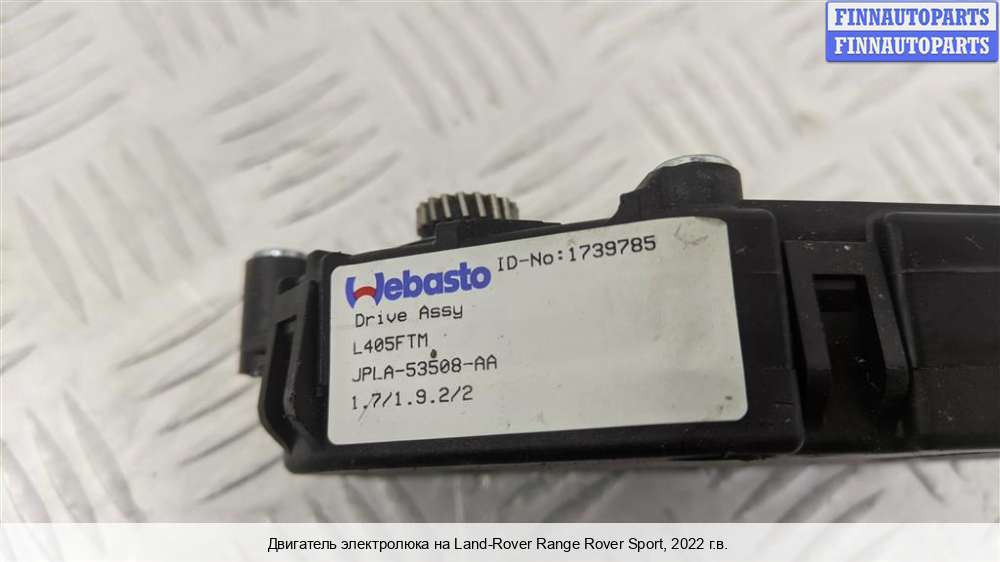 FINNAUTOPARTS
FINNAUTOPARTS
Webasto ID-No:1739785
Drive Assy
L405FTM
JPLA-53508-AA
1.7/1.9.2/2
Двигатель электролюка на Land-Rover Range Rover Sport, 2022 г.в.